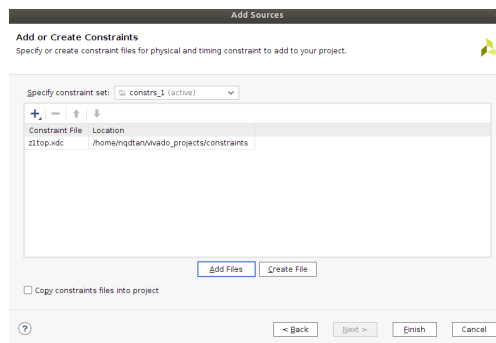 Add Sources
Add or Create Constraints
Specify or create constraint files for physical and timing constraint to add to your project.
Specify constraint set: constrs_1 (active)
Constraint File Location
z1top.xdc /home/nqdtan/vivado_projects/constraints
Add Files Create File
Copy constraints files into project
? < Back Next > Finish Cancel